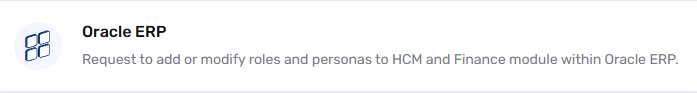 Oracle ERP
Request to add or modify roles and personas to HCM and Finance module within Oracle ERP.